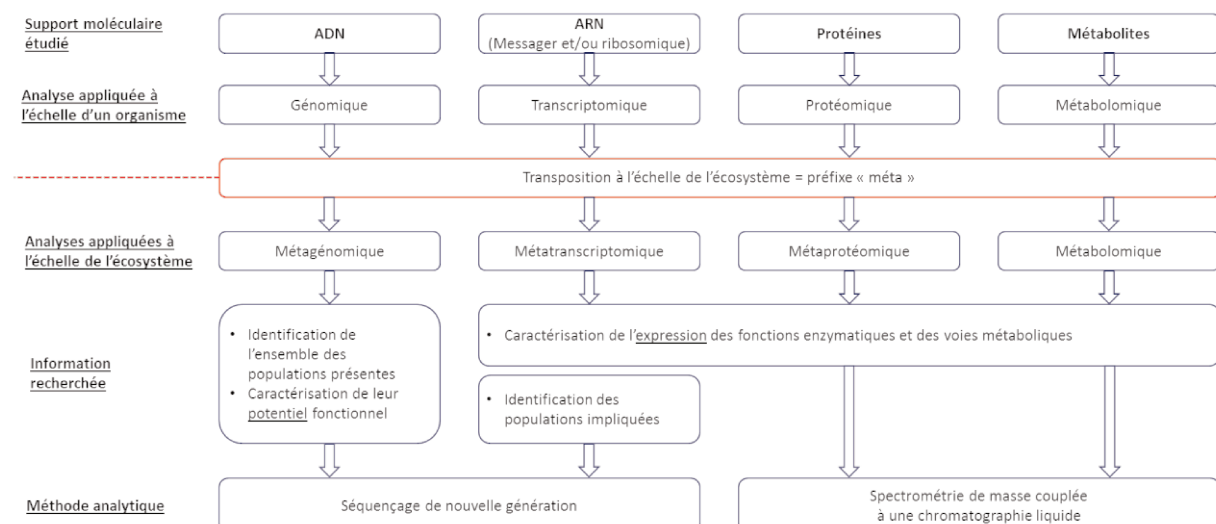 Support moléculaire
étudié
ADN
ARN
(Messager et/ou ribosomique)
Protéines
Métabolites
Analyse appliquée à
l'échelle d'un organisme
Génomique
Transcriptomique
Protéomique
Métabolomique
Transposition à l'échelle de l'écosystème = préfixe « méta »
Analyses appliquées à
l'échelle de l'écosystème
Métagénomique
Métatranscriptomique
Métaprotéomique
Métabolomique
Information
recherchée
• Identification de
l'ensemble des
populations présentes
• Caractérisation de leur
potentiel fonctionnel
• Caractérisation de l'expression des fonctions enzymatiques et des voies métaboliques
• Identification des
populations impliquées
Méthode analytique
Séquençage de nouvelle génération
Spectrométrie de masse couplée
à une chromatographie liquide